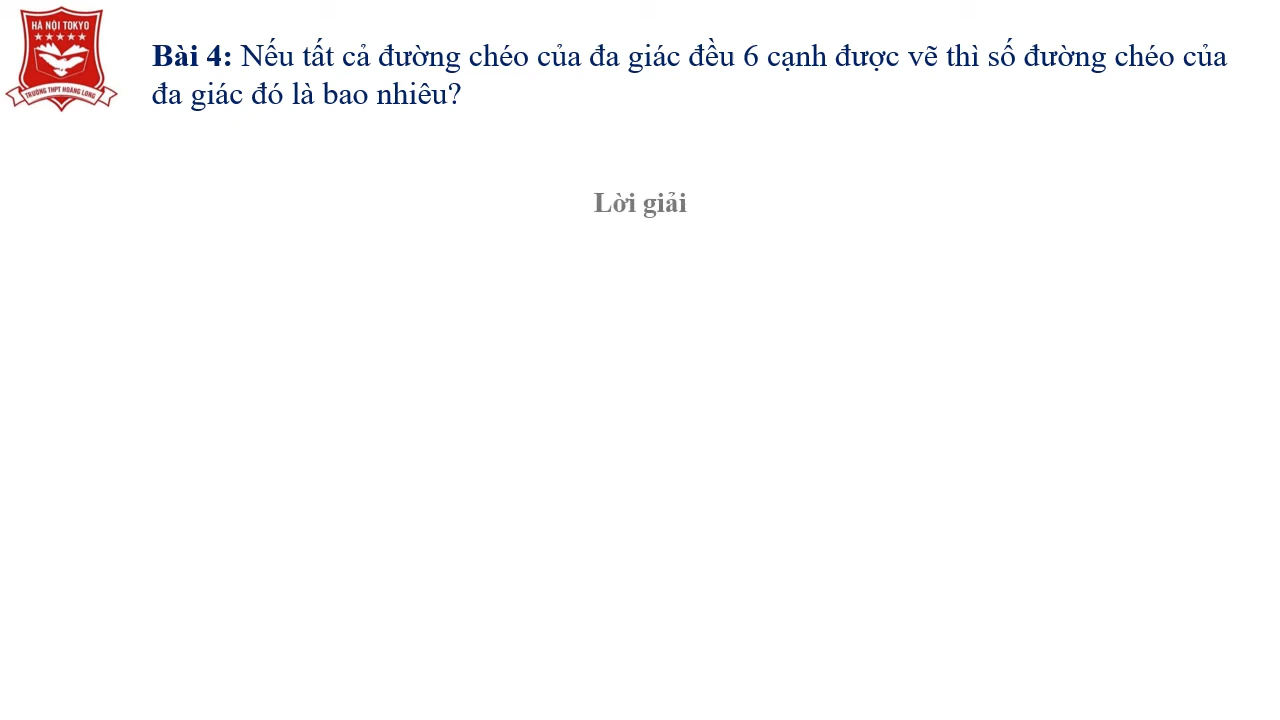 HÀ NỘI TOKYO
TRƯỜNG THPT HOÀNG LONG
Bài 4: Nếu tất cả đường chéo của đa giác đều 6 cạnh được vẽ thì số đường chéo của
đa giác đó là bao nhiêu?
Lời giải